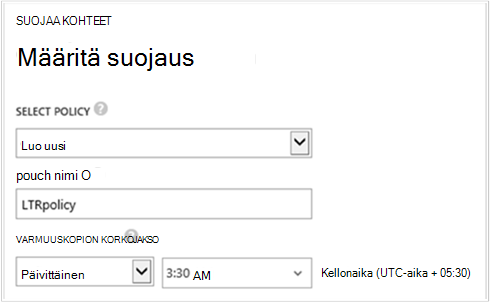 SUOJAA KOHTEET
Määritä suojaus
SELECT POLICY ?
Luo uusi
pouch nimi O
LTRpolicy
VARMUUSKOPION KORKOJAKSO ?
Päivittäinen 3:30 AM Kellonaika (UTC-aika + 05:30)